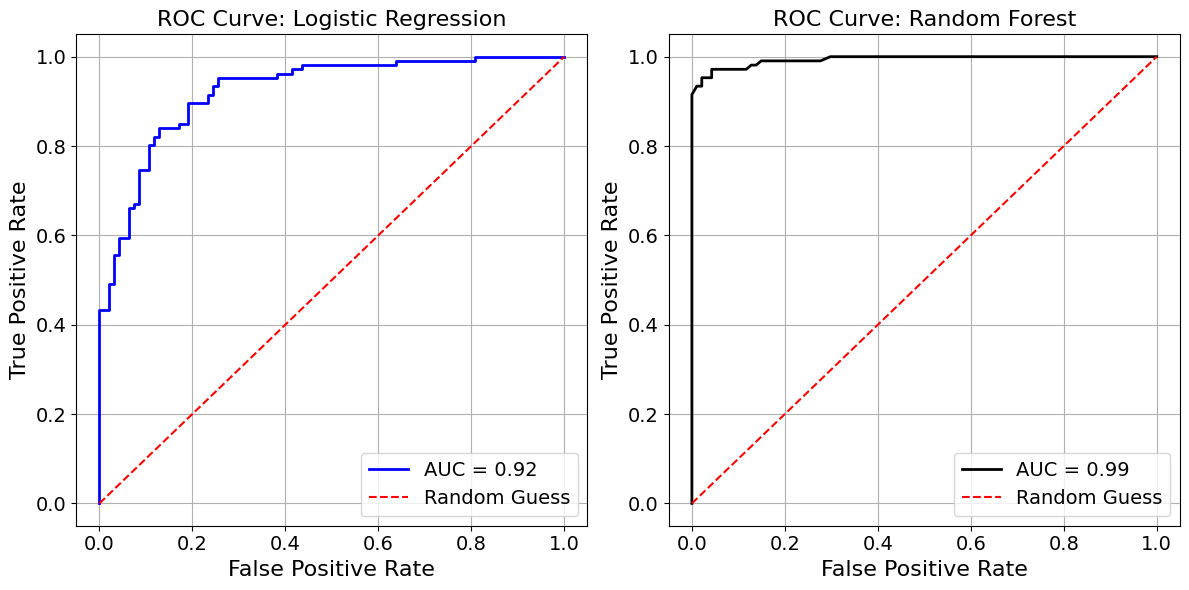 ROC Curve: Logistic Regression
1.0
0.8
0.6
0.4
0.2
0.0
True Positive Rate
AUC = 0.92
Random Guess
0.0 0.2 0.4 0.6 0.8 1.0
False Positive Rate
ROC Curve: Random Forest
1.0
0.8
0.6
0.4
0.2
0.0
True Positive Rate
AUC = 0.99
Random Guess
0.0 0.2 0.4 0.6 0.8 1.0
False Positive Rate